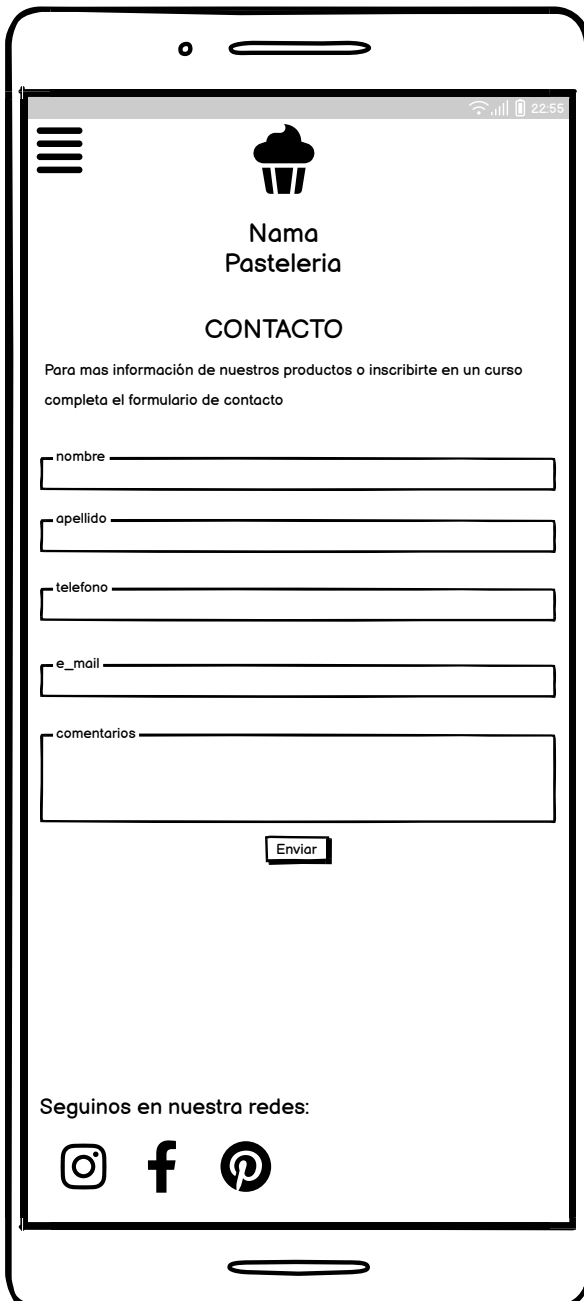 22:55
Nama
Pasteleria
CONTACTO
Para mas información de nuestros productos o inscribirte en un curso
completa el formulario de contacto
nombre
apellido
telefono
e_mail
comentarios
Enviar
Seguinos en nuestra redes: